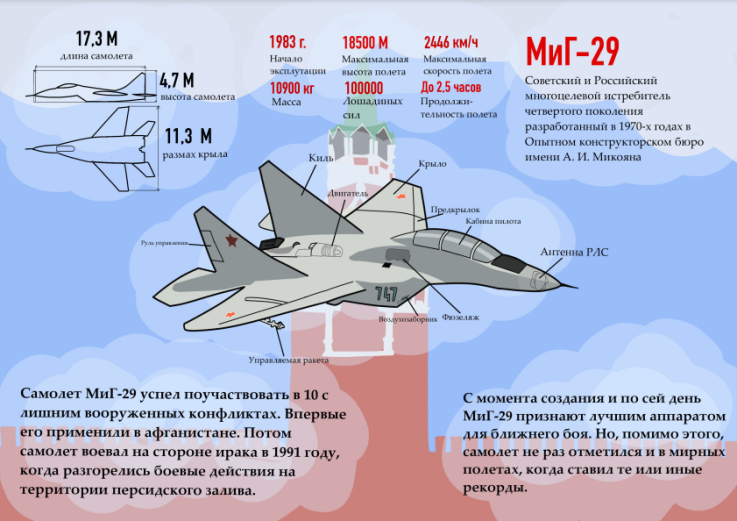 17,3 М
длина самолета
4,7 М
высота самолета
11,3 М
размах крыла
1983 г.
Начало
эксплутации
18500 М
Максимальная
высота полета
2446 км/ч
Максимальная
скорость полета
10900 кг
Масса
100000
Лошадиных
сил
До 2,5 часов
Продолжи-
тельность полета
МиГ-29
Советский и Российский
многоцелевой истребитель
четвертого поколения
разработанный в 1970-х годах в
Опытном конструкторском бюро
имени А. И. Микояна
Киль
Крыло
Двигатель
Предкрылок
Кабина пилота
Руль управления
Антенна РЛС
747
Воздухозаборник
Фюзеляж
Управляемая ракета
Самолет МиГ-29 успел поучаствовать в 10 с
лишним вооруженных конфликтах. Впервые
его применили в афганистане. Потом
самолет воевал на стороне ирака в 1991 году,
когда разгорелись боевые действия на
территории персидского залива.
С момента создания и по сей день
МиГ-29 признают лучшим аппаратом
для ближнего боя. Но, помимо этого,
самолет не раз отметился и в мирных
полетах, когда ставил те или иные
рекорды.